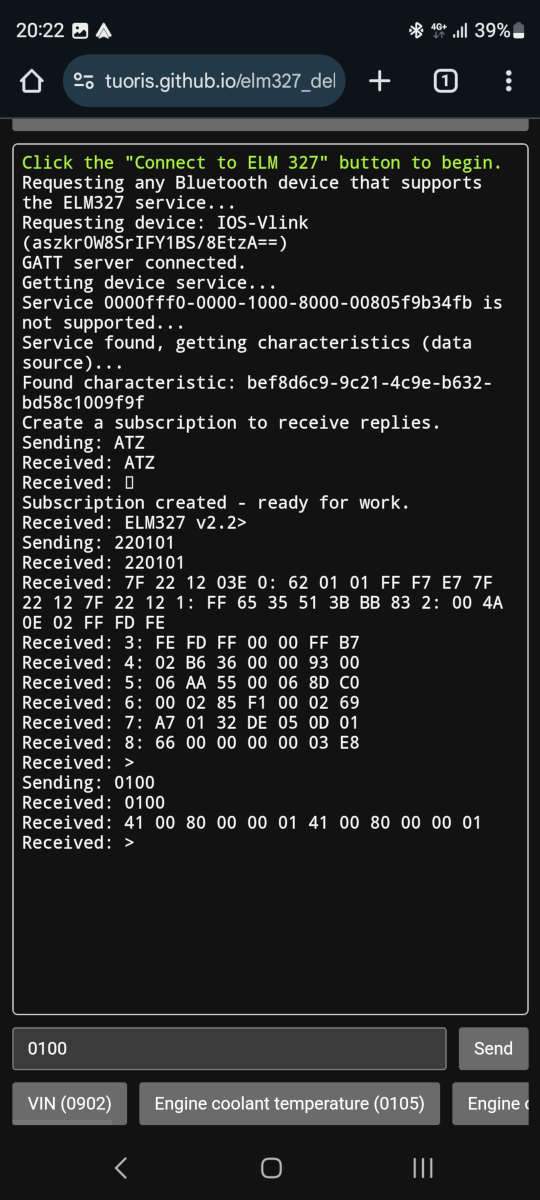 20:22 4G+ 39%
tuoris.github.io/elm327_del
1
Click the "Connect to ELM 327" button to begin.
Requesting any Bluetooth device that supports
the ELM327 service...
Requesting device: IOS-Vlink
(aszkrOW8SrIFY1BS/8EtzA==)
GATT server connected.
Getting device service...
Service 0000fff0-0000-1000-8000-00805f9b34fb is
not supported...
Service found, getting characteristics (data
source)...
Found characteristic: bef8d6c9-9c21-4c9e-b632-
bd58c1009f9f
Create a subscription to receive replies.
Sending: ATZ
Received: ATZ
Received: ▯
Subscription created - ready for work.
Received: ELM327 v2.2>
Sending: 220101
Received: 220101
Received: 7F 22 12 03E 0: 62 01 01 FF F7 E7 7F
22 12 7F 22 12 1: FF 65 35 51 3B BB 83 2: 00 4A
0E 02 FF FD FE
Received: 3: FE FD FF 00 00 FF B7
Received: 4: 02 B6 36 00 00 93 00
Received: 5: 06 AA 55 00 06 8D C0
Received: 6: 00 02 85 F1 00 02 69
Received: 7: A7 01 32 DE 05 0D 01
Received: 8: 66 00 00 00 00 03 E8
Received: >
Sending: 0100
Received: 0100
Received: 41 00 80 00 00 01 41 00 80 00 00 01
Received: >
0100 Send
VIN (0902) Engine coolant temperature (0105) Engine